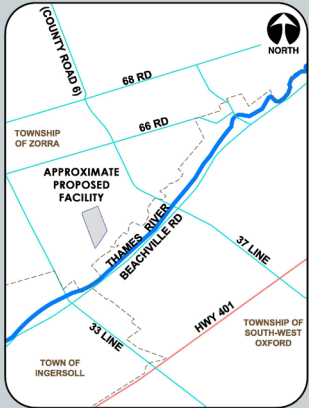 (COUNTY ROAD 6)
NORTH
68 RD
66 RD
TOWNSHIP
OF ZORRA
APPROXIMATE
PROPOSED
FACILITY
THAMES RIVER
BEACHVILLE RD
37 LINE
HWY 401
33 LINE
TOWNSHIP OF
SOUTH-WEST
OXFORD
TOWN OF
INGERSOLL